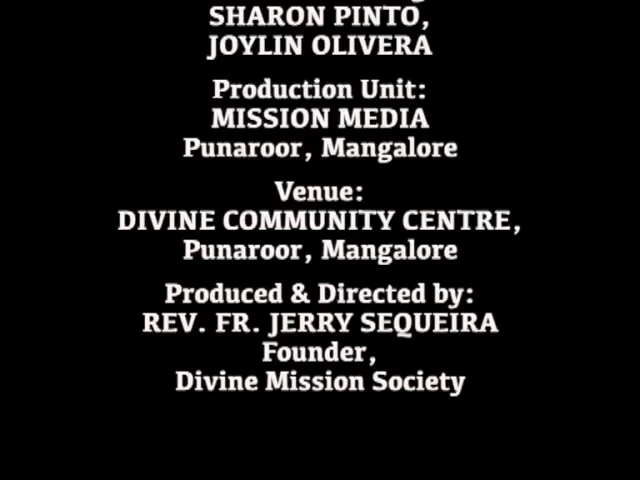 SHARON PINTO,
JOYLIN OLIVERA
Production Unit:
MISSION MEDIA
Punaroor, Mangalore
Venue:
DIVINE COMMUNITY CENTRE,
Punaroor, Mangalore
Produced & Directed by:
REV. FR. JERRY SEQUEIRA
Founder,
Divine Mission Society